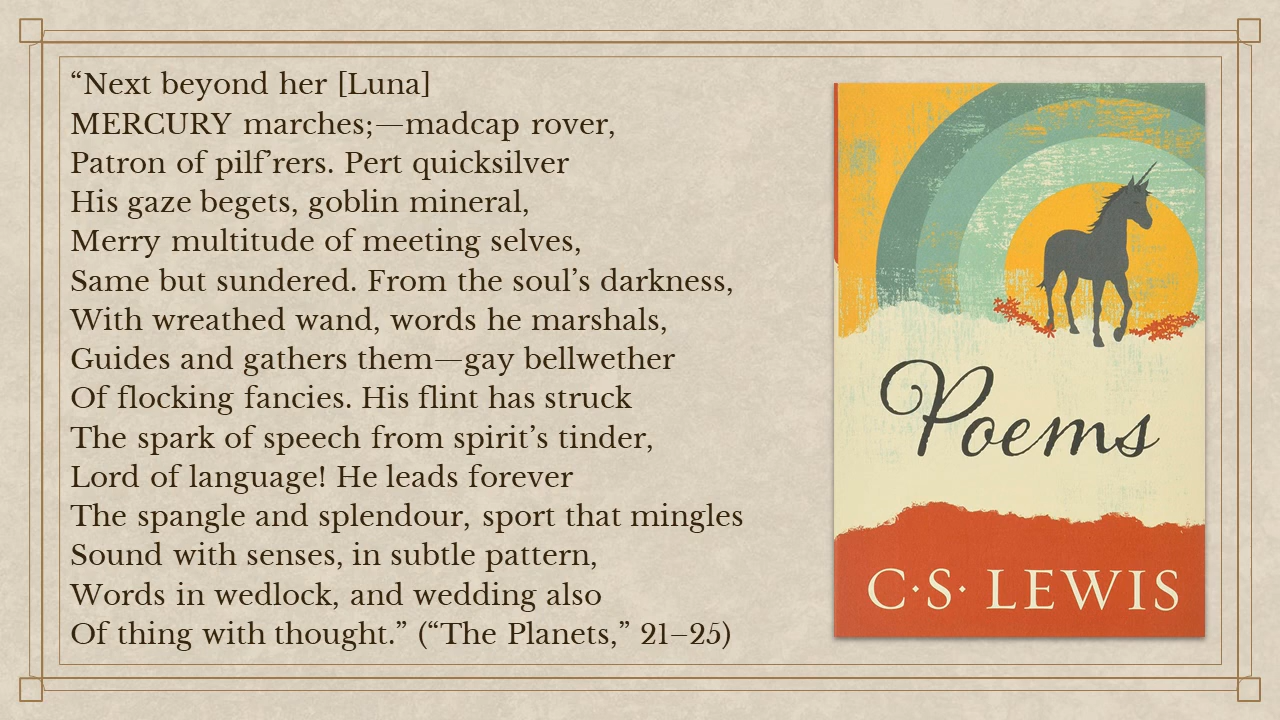 “Next beyond her [Luna]
MERCURY marches;—madcap rover,
Patron of pilf’rers. Pert quicksilver
His gaze begets, goblin mineral,
Merry multitude of meeting selves,
Same but sundered. From the soul’s darkness,
With wreathed wand, words he marshals,
Guides and gathers them—gay bellwether
Of flocking fancies. His flint has struck
The spark of speech from spirit’s tinder,
Lord of language! He leads forever
The spangle and splendour, sport that mingles
Sound with senses, in subtle pattern,
Words in wedlock, and wedding also
Of thing with thought.” (“The Planets,” 21–25)
Poems
C·S· LEWIS